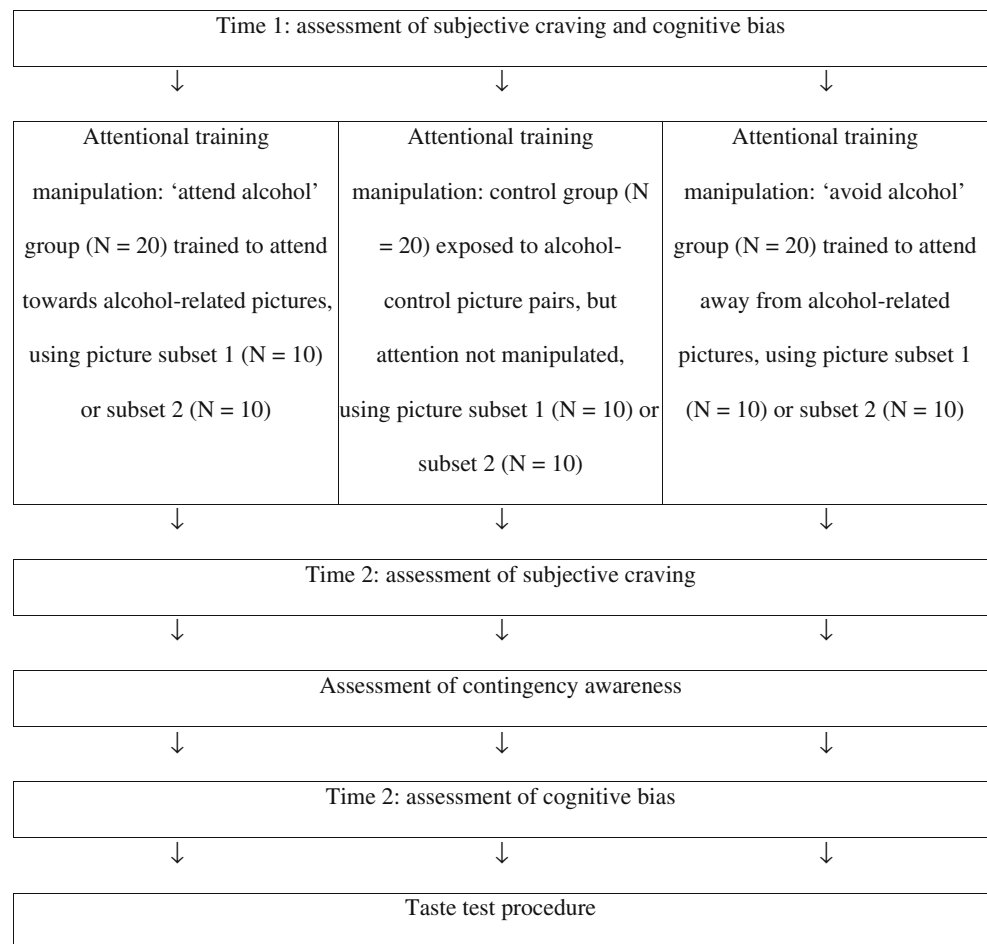 Time 1: assessment of subjective craving and cognitive bias
↓ ↓ ↓
Attentional training
manipulation: ‘attend alcohol’
group (N = 20) trained to attend
towards alcohol-related pictures,
using picture subset 1 (N = 10)
or subset 2 (N = 10)
Attentional training
manipulation: control group (N
= 20) exposed to alcohol-
control picture pairs, but
attention not manipulated,
using picture subset 1 (N = 10) or
subset 2 (N = 10)
Attentional training
manipulation: ‘avoid alcohol’
group (N = 20) trained to attend
away from alcohol-related
pictures, using picture subset 1
(N = 10) or subset 2 (N = 10)
↓ ↓ ↓
Time 2: assessment of subjective craving
↓ ↓ ↓
Assessment of contingency awareness
↓ ↓ ↓
Time 2: assessment of cognitive bias
↓ ↓ ↓
Taste test procedure